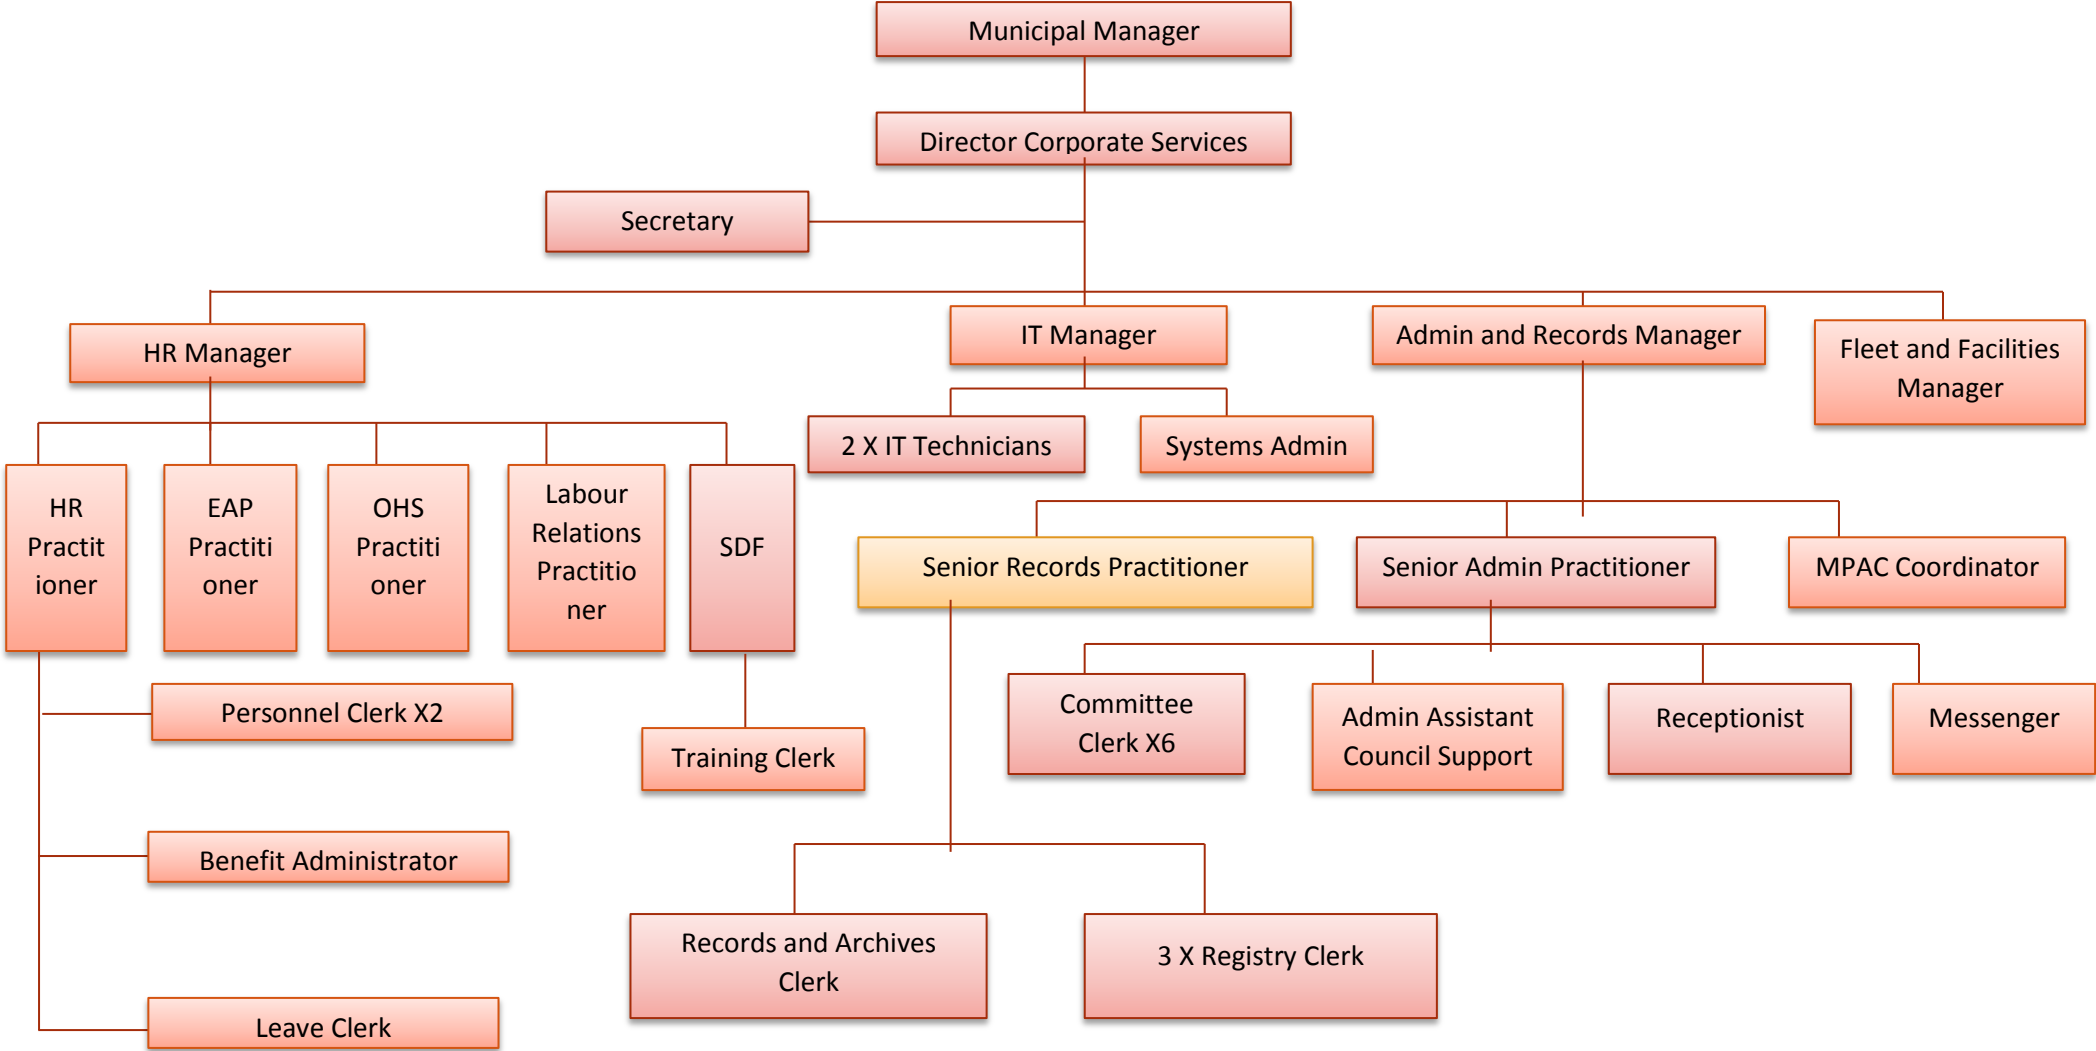 Municipal Manager
Director Corporate Services
Secretary
HR Manager
IT Manager
Admin and Records Manager
Fleet and Facilities
Manager
2 X IT Technicians
Systems Admin
HR
Practit
ioner
EAP
Practiti
oner
OHS
Practiti
oner
Labour
Relations
Practitio
ner
SDF
Senior Records Practitioner
Senior Admin Practitioner
MPAC Coordinator
Personnel Clerk X2
Training Clerk
Committee
Clerk X6
Admin Assistant
Council Support
Receptionist
Messenger
Benefit Administrator
Records and Archives
Clerk
3 X Registry Clerk
Leave Clerk